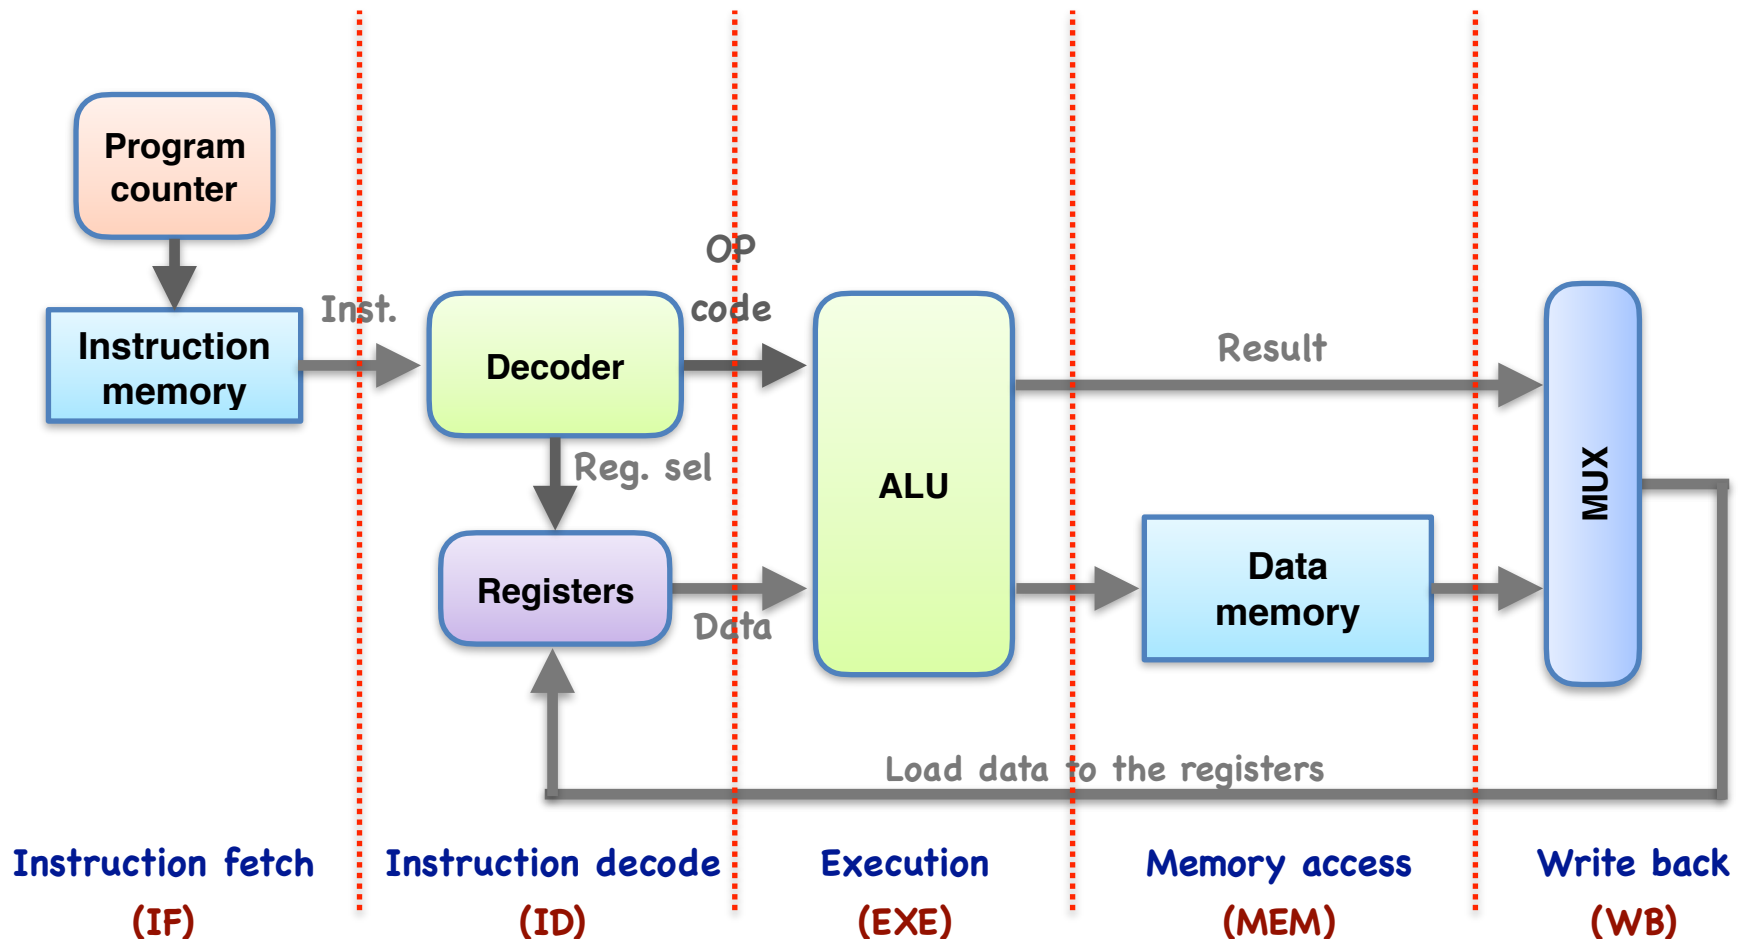 Program
counter
OP
code
Inst.
Instruction
memory
Decoder
Result
Reg. sel
ALU
MUX
Registers
Data
Data
memory
Load data to the registers
Instruction fetch
(IF)
Instruction decode
(ID)
Execution
(EXE)
Memory access
(MEM)
Write back
(WB)